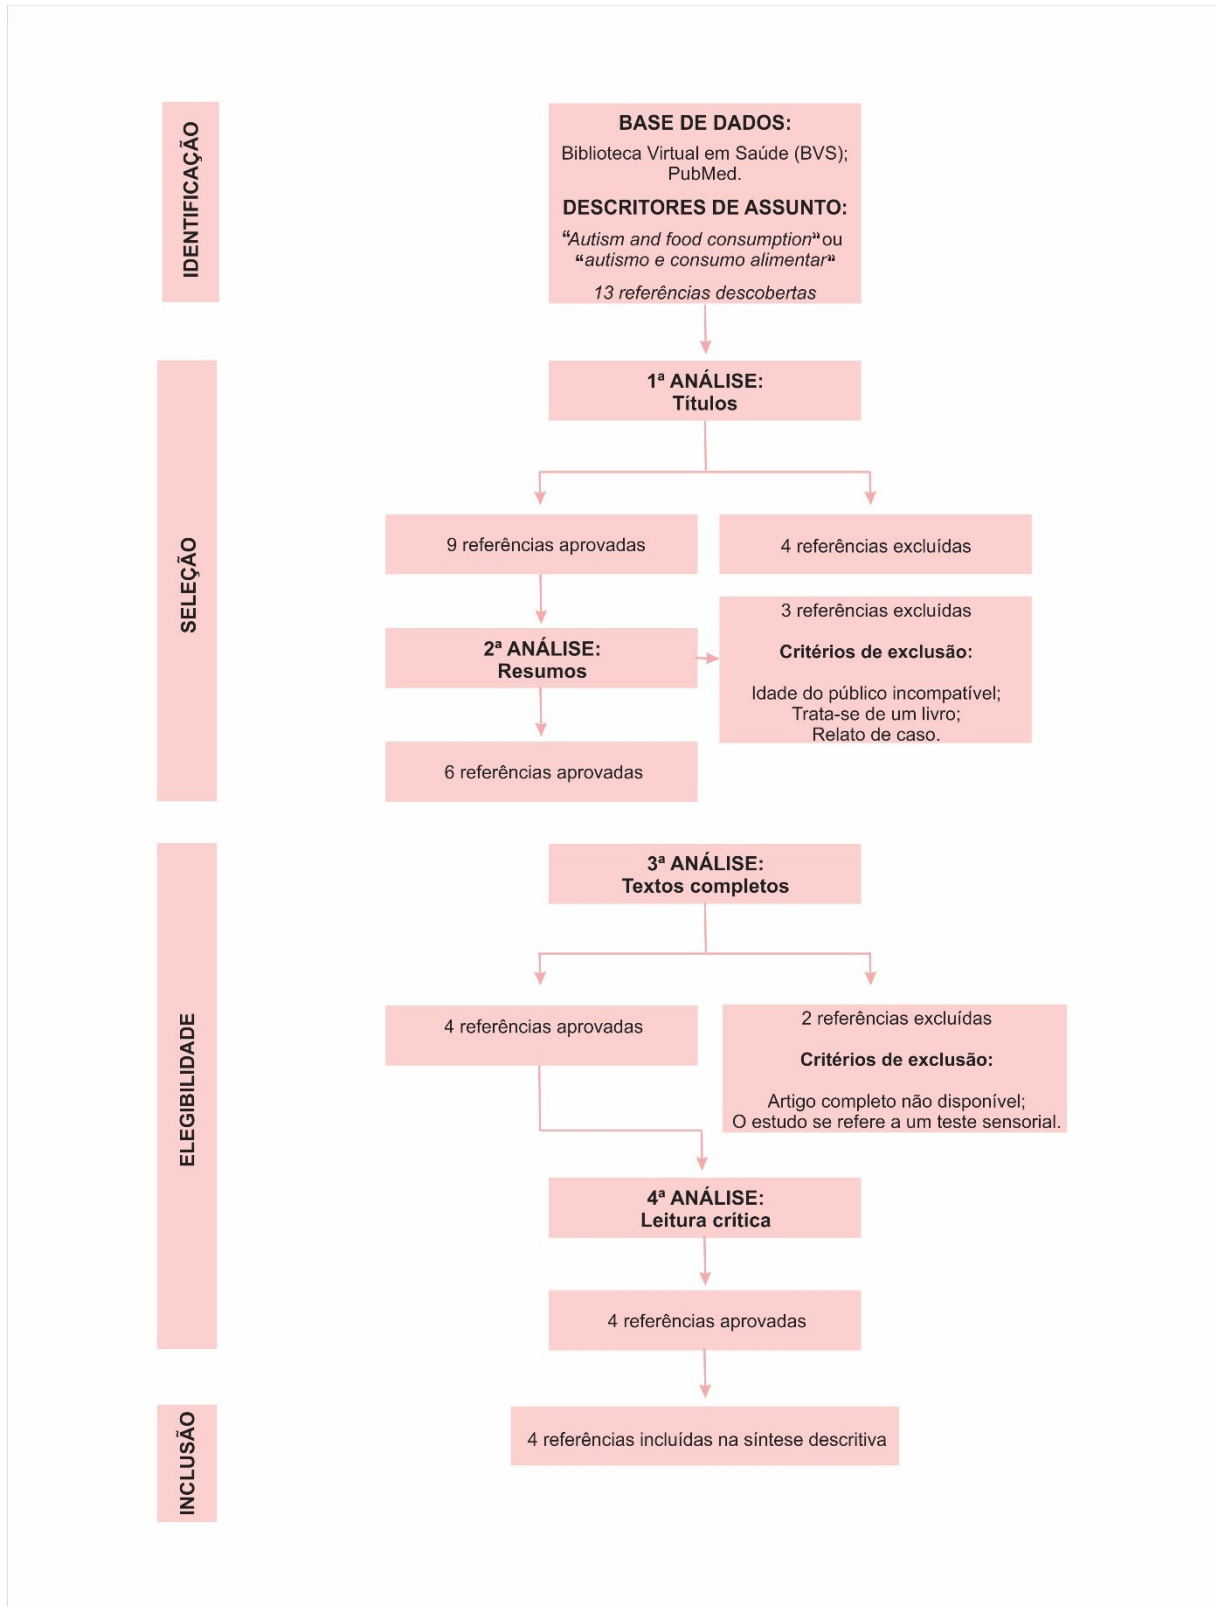 IDENTIFICAÇÃO
BASE DE DADOS:
Biblioteca Virtual em Saúde (BVS);
PubMed.
DESCRITORES DE ASSUNTO:
“Autism and food consumption” ou
“autismo e consumo alimentar”
13 referências descobertas
SELEÇÃO
1ª ANÁLISE:
Títulos
9 referências aprovadas
4 referências excluídas
2ª ANÁLISE:
Resumos
3 referências excluídas
Critérios de exclusão:
Idade do público incompatível;
Trata-se de um livro;
Relato de caso.
6 referências aprovadas
ELEGIBILIDADE
3ª ANÁLISE:
Textos completos
4 referências aprovadas
2 referências excluídas
Critérios de exclusão:
Artigo completo não disponível;
O estudo se refere a um teste sensorial.
4ª ANÁLISE:
Leitura crítica
4 referências aprovadas
INCLUSÃO
4 referências incluídas na síntese descritiva